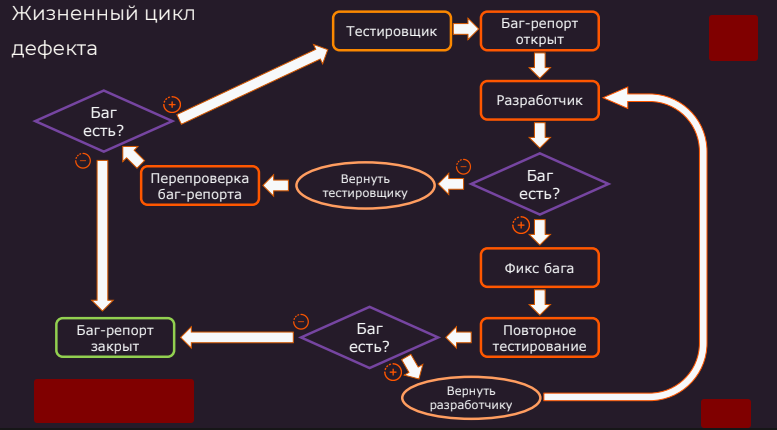 Жизненный цикл
дефекта
Тестировщик
Баг-репорт
открыт
Разработчик
Баг
есть?
+
−
Перепроверка
баг-репорта
Вернуть
тестировщику
−
Баг
есть?
+
Фикс бага
Баг-репорт
закрыт
−
Баг
есть?
+
Повторное
тестирование
Вернуть
разработчику